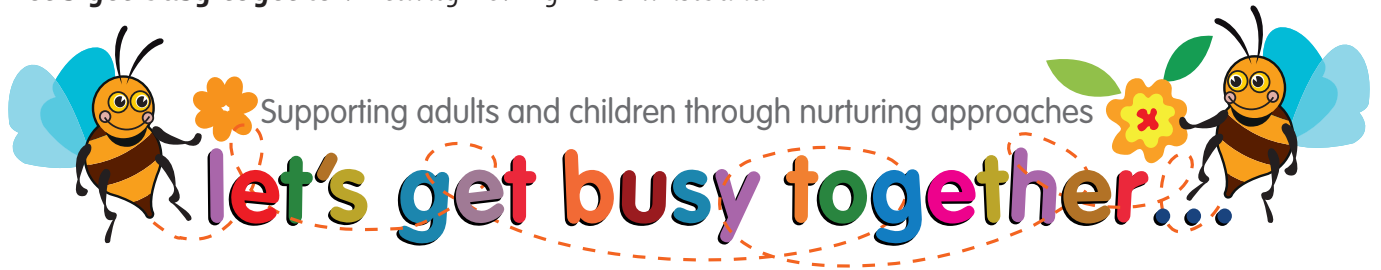 Supporting adults and children through nurturing approaches
let's get busy together...